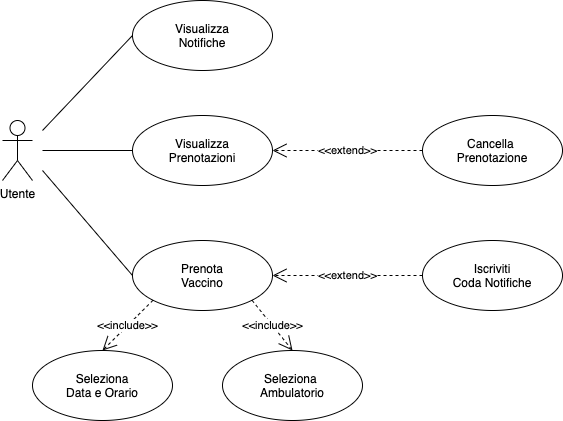 Visualizza
Notifiche
Utente
Visualizza
Prenotazioni
<<extend>>
Cancella
Prenotazione
Prenota
Vaccino
<<extend>>
Iscriviti
Coda Notifiche
<<include>>
<<include>>
Seleziona
Data e Orario
Seleziona
Ambulatorio